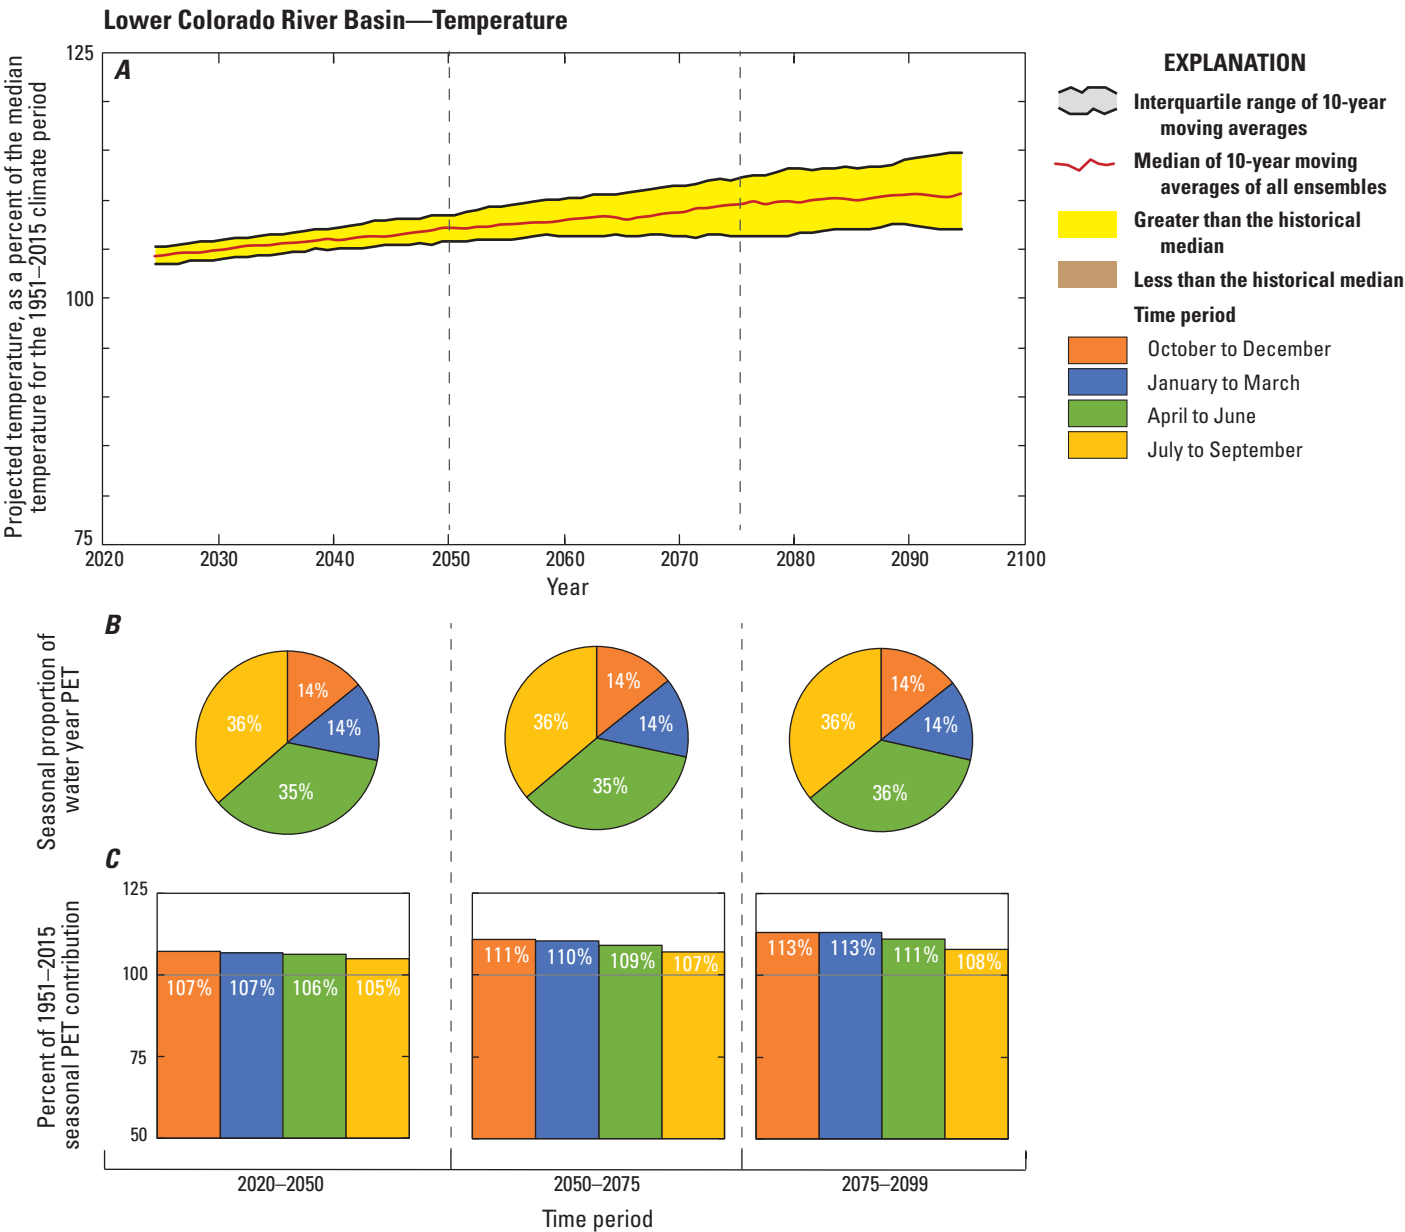 Lower Colorado River Basin—Temperature
Projected temperature, as a percent of the median
temperature for the 1951–2015 climate period
A
125
100
75
2020 2030 2040 2050 2060 2070 2080 2090 2100
Year
EXPLANATION
Interquartile range of 10-year
moving averages
Median of 10-year moving
averages of all ensembles
Greater than the historical
median
Less than the historical median
Time period
October to December
January to March
April to June
July to September
B
Seasonal proportion of
water year PET
14%
14%
35%
36%
14%
14%
35%
36%
14%
14%
36%
36%
C
Percent of 1951–2015
seasonal PET contribution
125
100
75
50
107% 107% 106% 105%
111% 110% 109% 107%
113% 113% 111% 108%
2020–2050 2050–2075 2075–2099
Time period